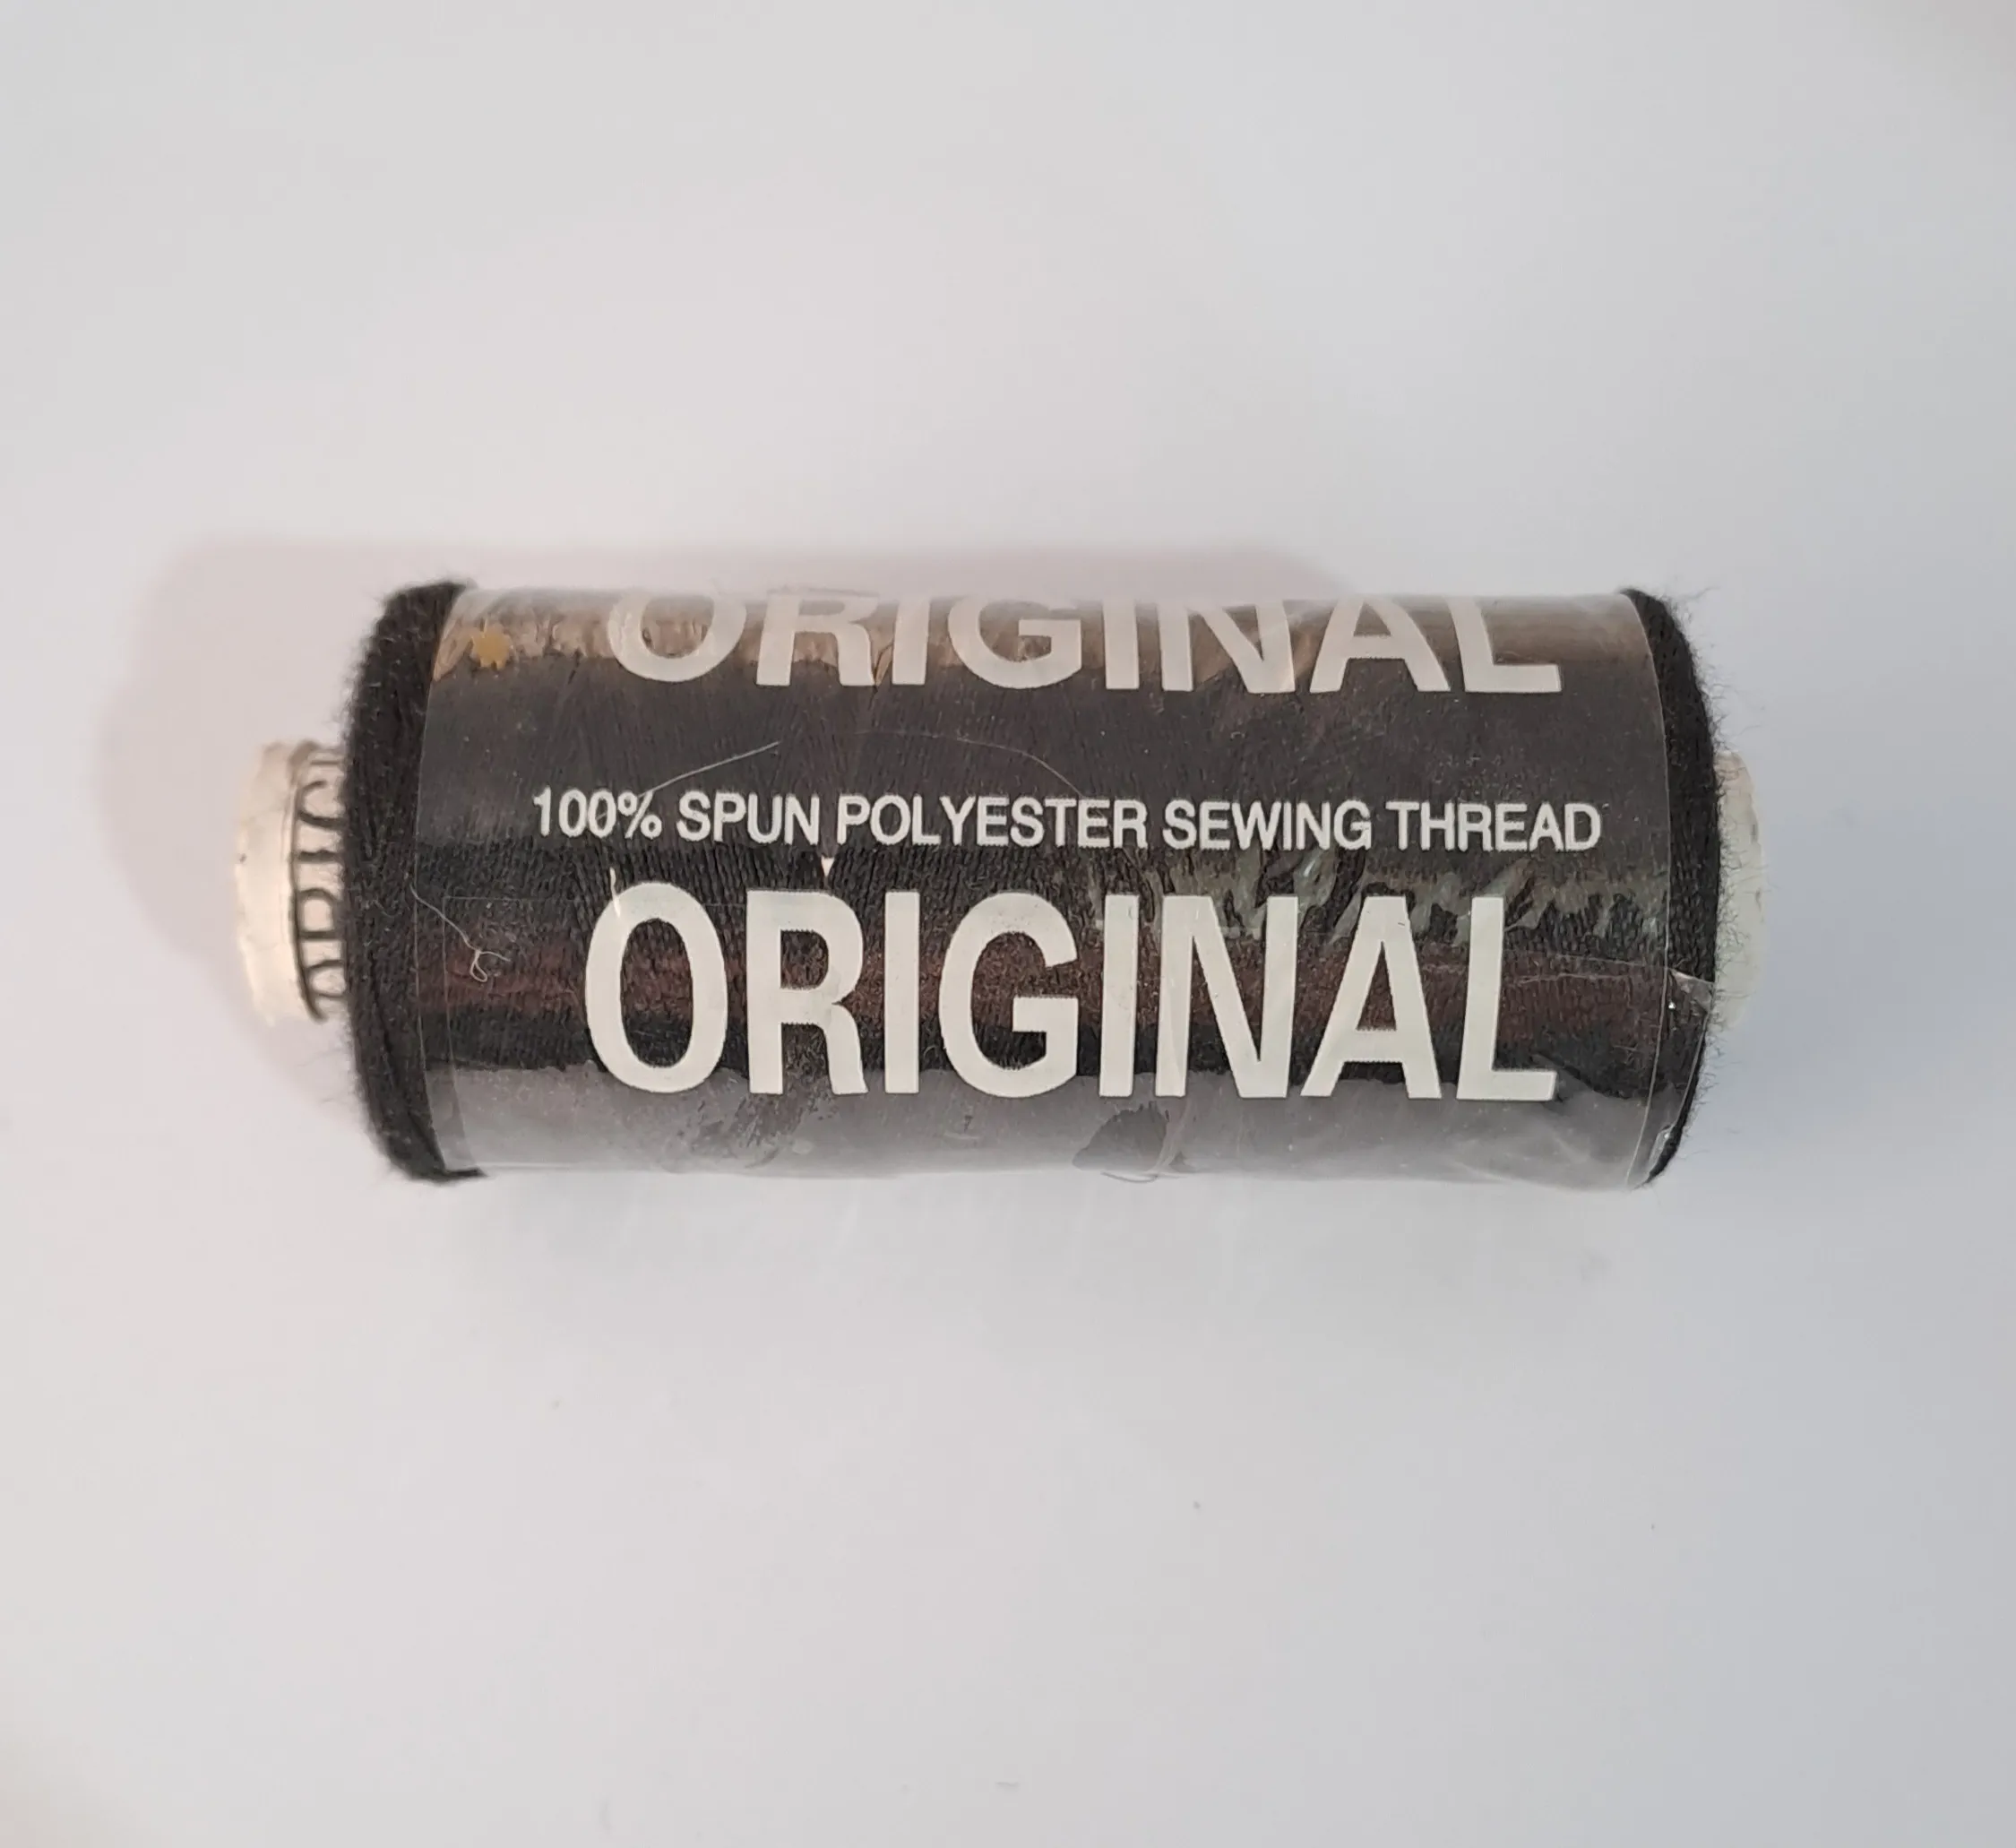 ORIGINAL
100% SPUN POLYESTER SEWING THREAD
ORIGINAL